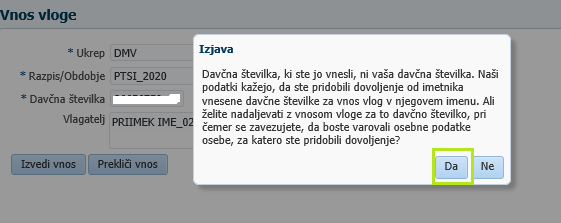 Vnos vloge
* Ukrep DMV
* Razpis/Obdobje PTSI_2020
* Davčna številka
Vlagatelj PRIIMEK IME_02
Izvedi vnos Prekliči vnos
Izjava
Davčna številka, ki ste jo vnesli, ni vaša davčna številka. Naši
podatki kažejo, da ste pridobili dovoljenje od imetnika
vnesene davčne številke za vnos vlog v njegovem imenu. Ali
želite nadaljevati z vnosom vloge za to davčno številko, pri
čemer se zavezujete, da boste varovali osebne podatke
osebe, za katero ste pridobili dovoljenje?
Da Ne